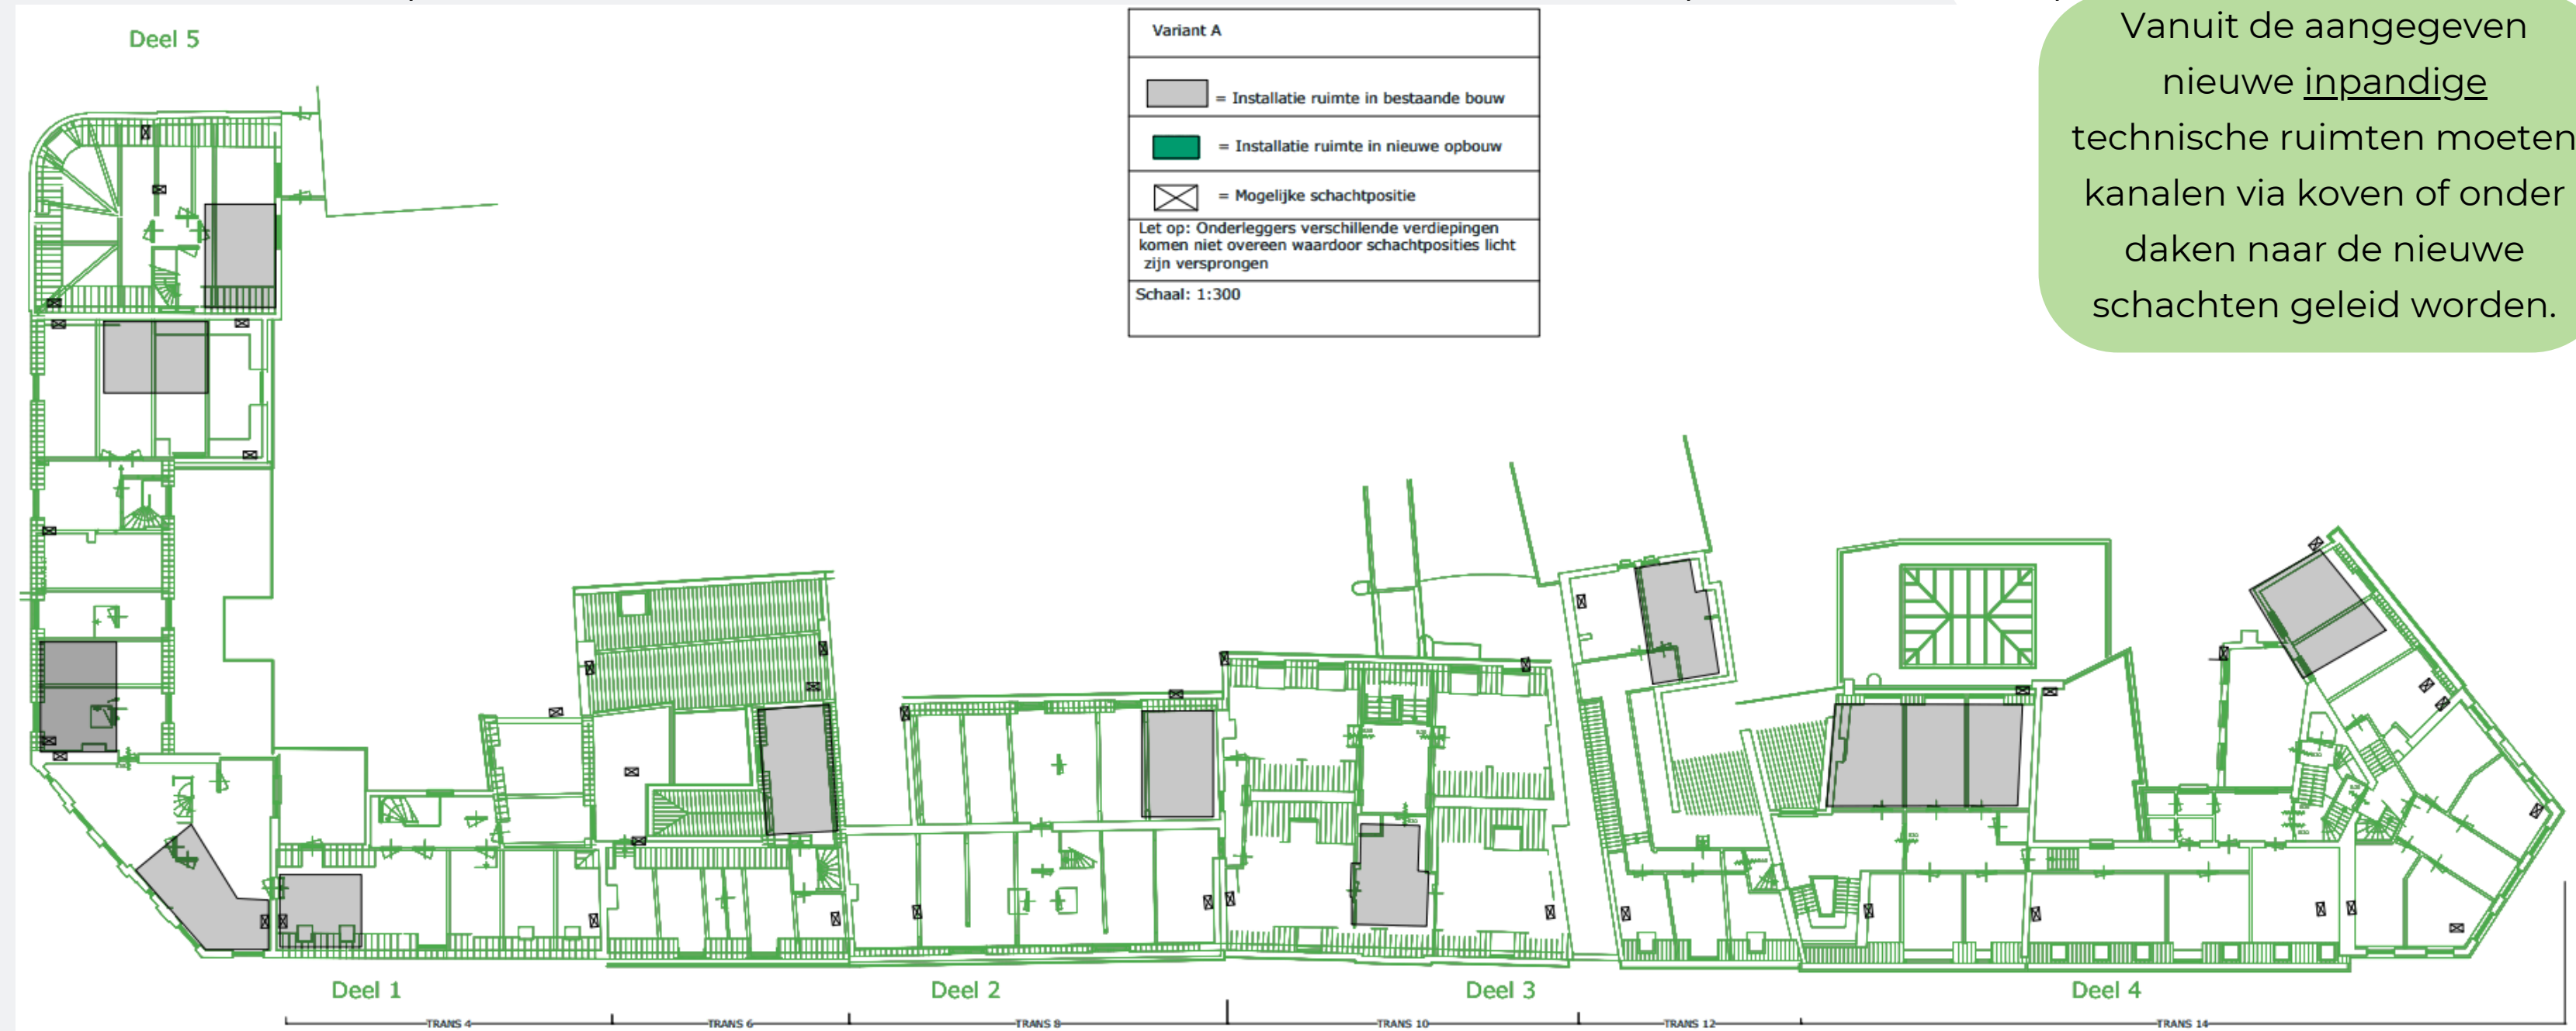 Deel 5
Variant A
= Installatie ruimte in bestaande bouw
= Installatie ruimte in nieuwe opbouw
= Mogelijke schachtpositie
Let op: Onderleggers verschillende verdiepingen
komen niet overeen waardoor schachtposities licht
zijn versprongen
Schaal: 1:300
Vanuit de aangegeven
nieuwe inpandige
technische ruimten moeten
kanalen via koven of onder
daken naar de nieuwe
schachten geleid worden.
Deel 1
Deel 2
Deel 3
Deel 4
TRANS 4
TRANS 6
TRANS 8
TRANS 10
TRANS 12
TRANS 14